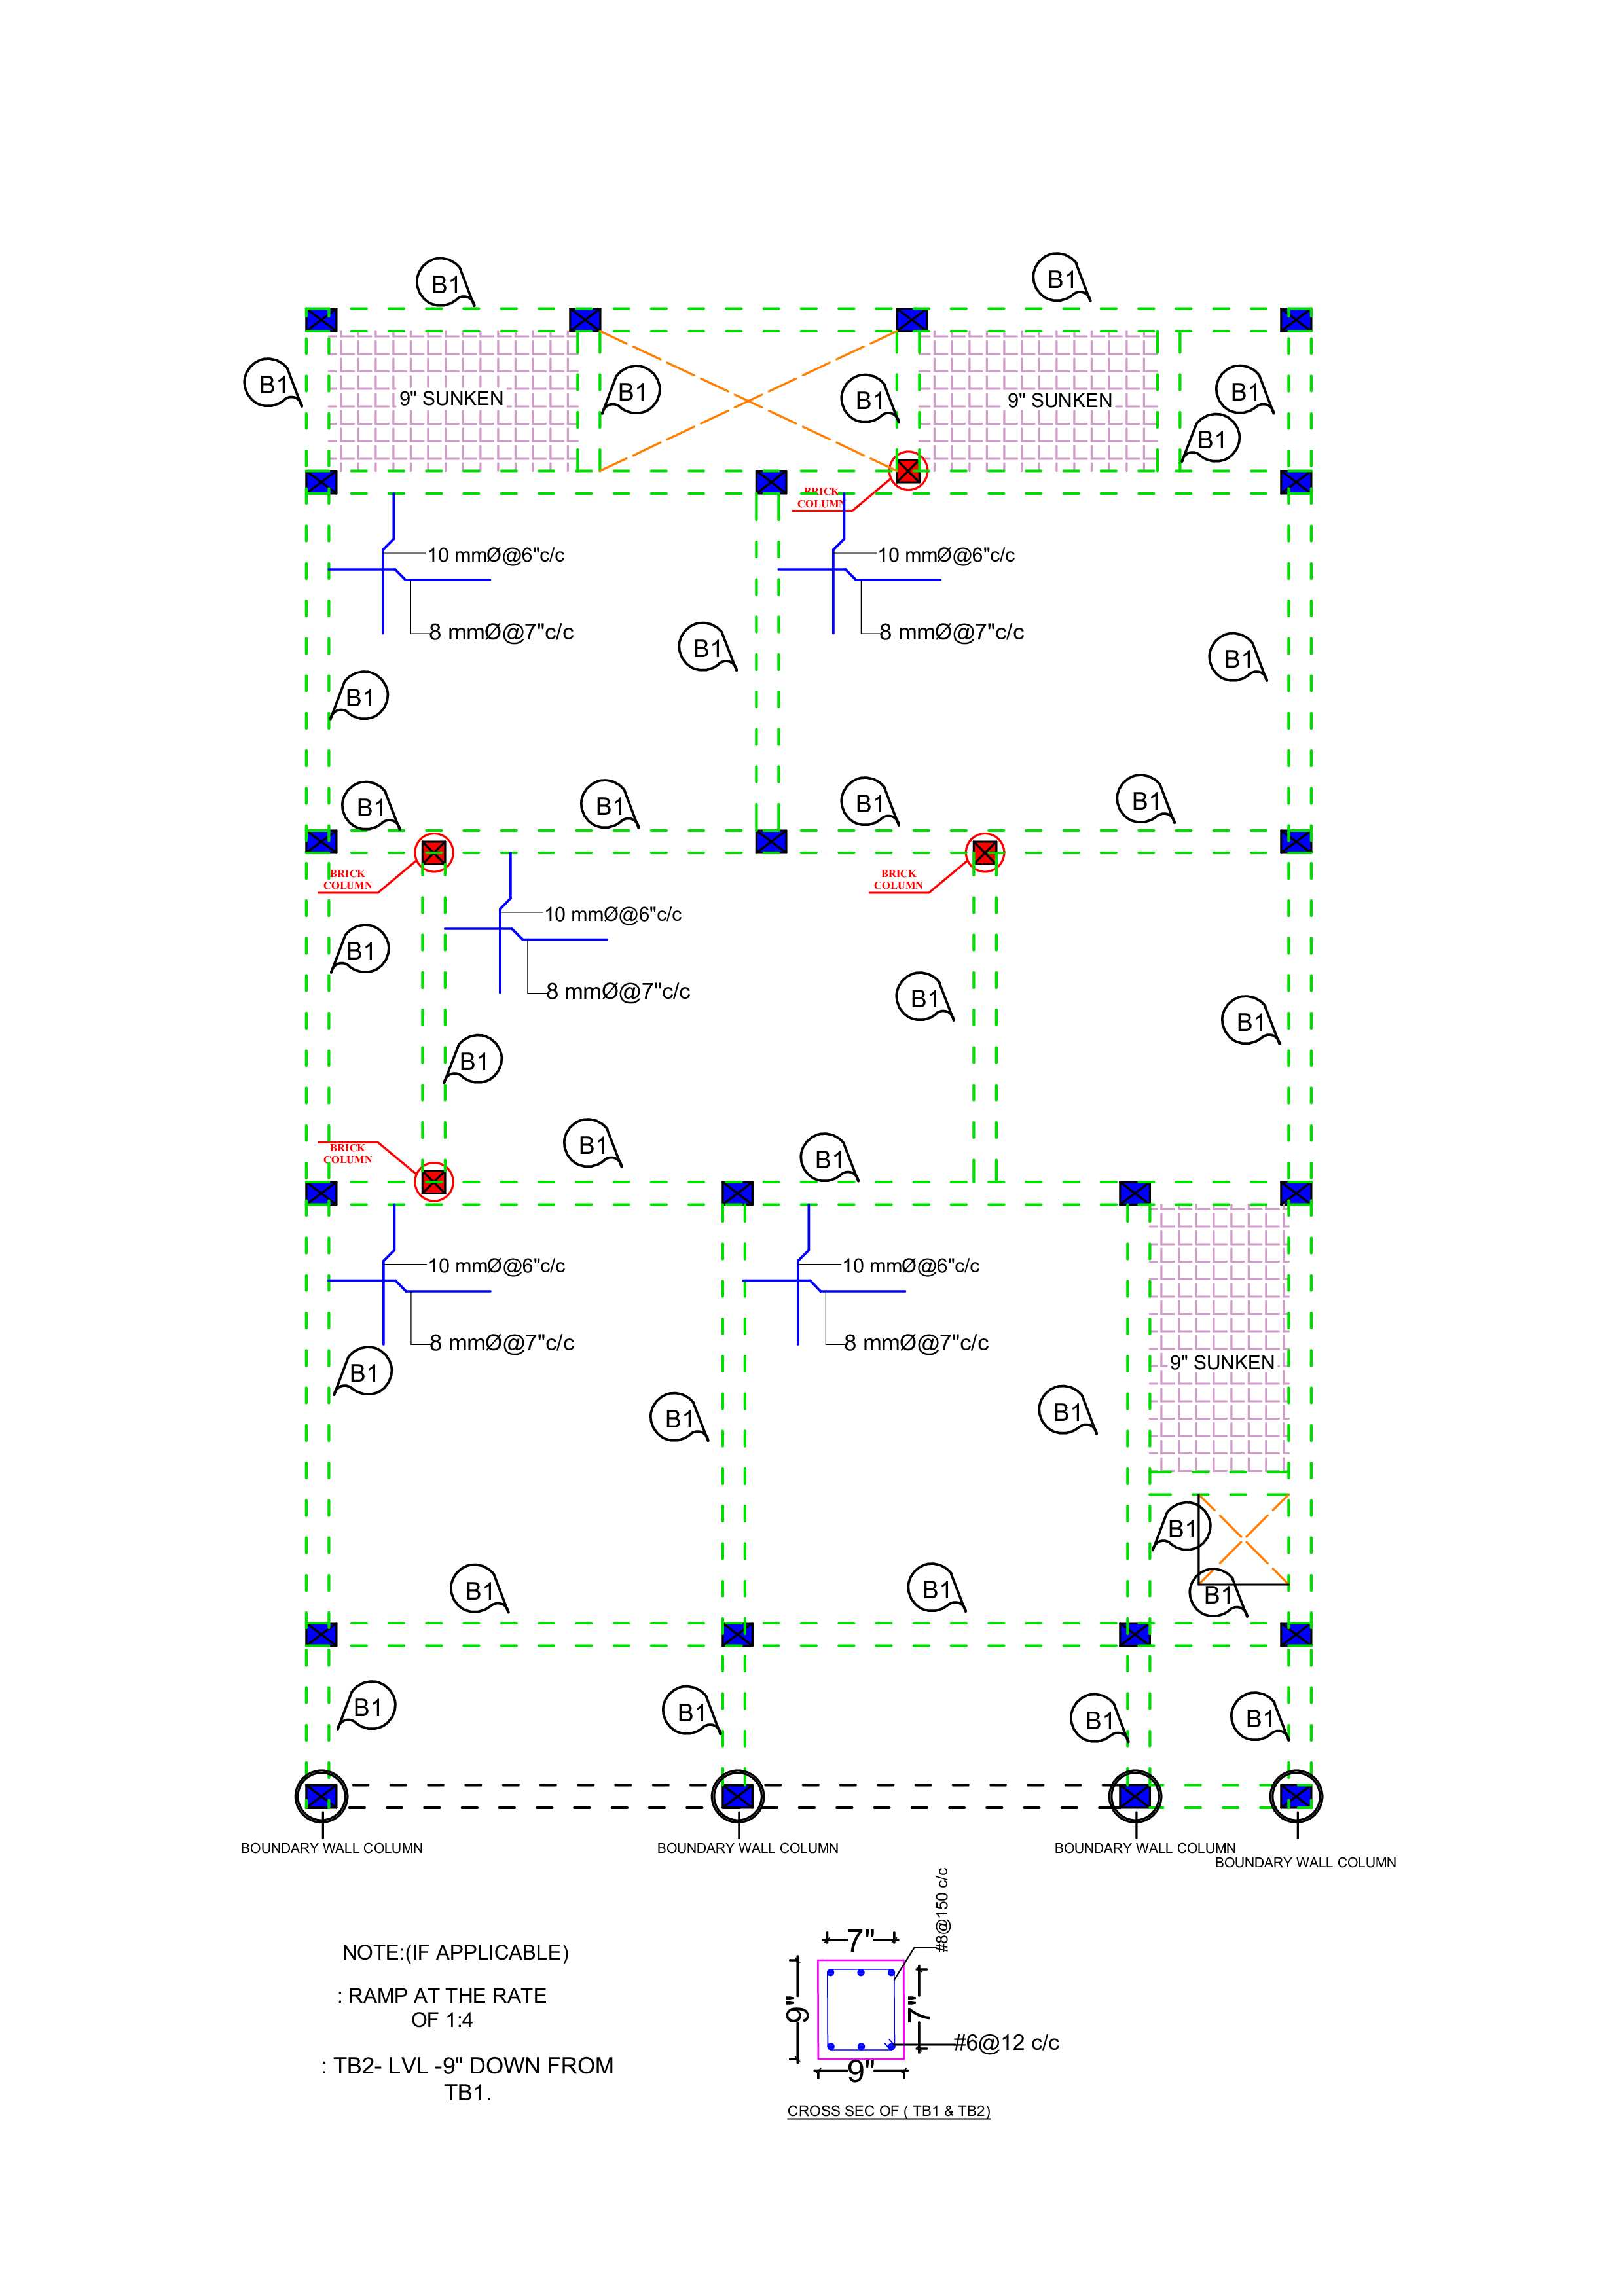 B1
B1
B1
9" SUNKEN
B1
B1
9" SUNKEN
B1
B1
BRICK
COLUMN
10 mmØ@6"c/c
10 mmØ@6"c/c
8 mmØ@7"c/c
8 mmØ@7"c/c
B1
B1
B1
B1
B1
B1
B1
BRICK
COLUMN
BRICK
COLUMN
10 mmØ@6"c/c
B1
8 mmØ@7"c/c
B1
B1
B1
B1
B1
BRICK
COLUMN
10 mmØ@6"c/c
10 mmØ@6"c/c
8 mmØ@7"c/c
8 mmØ@7"c/c
9" SUNKEN
B1
B1
B1
B1
B1
B1
B1
B1
B1
B1
B1
BOUNDARY WALL COLUMN
BOUNDARY WALL COLUMN
BOUNDARY WALL COLUMN
BOUNDARY WALL COLUMN
NOTE:(IF APPLICABLE)
: RAMP AT THE RATE
OF 1:4
: TB2- LVL -9" DOWN FROM
TB1.
#8@150 c/c
7"
9"
7"
#6@12 c/c
9"
CROSS SEC OF ( TB1 & TB2)